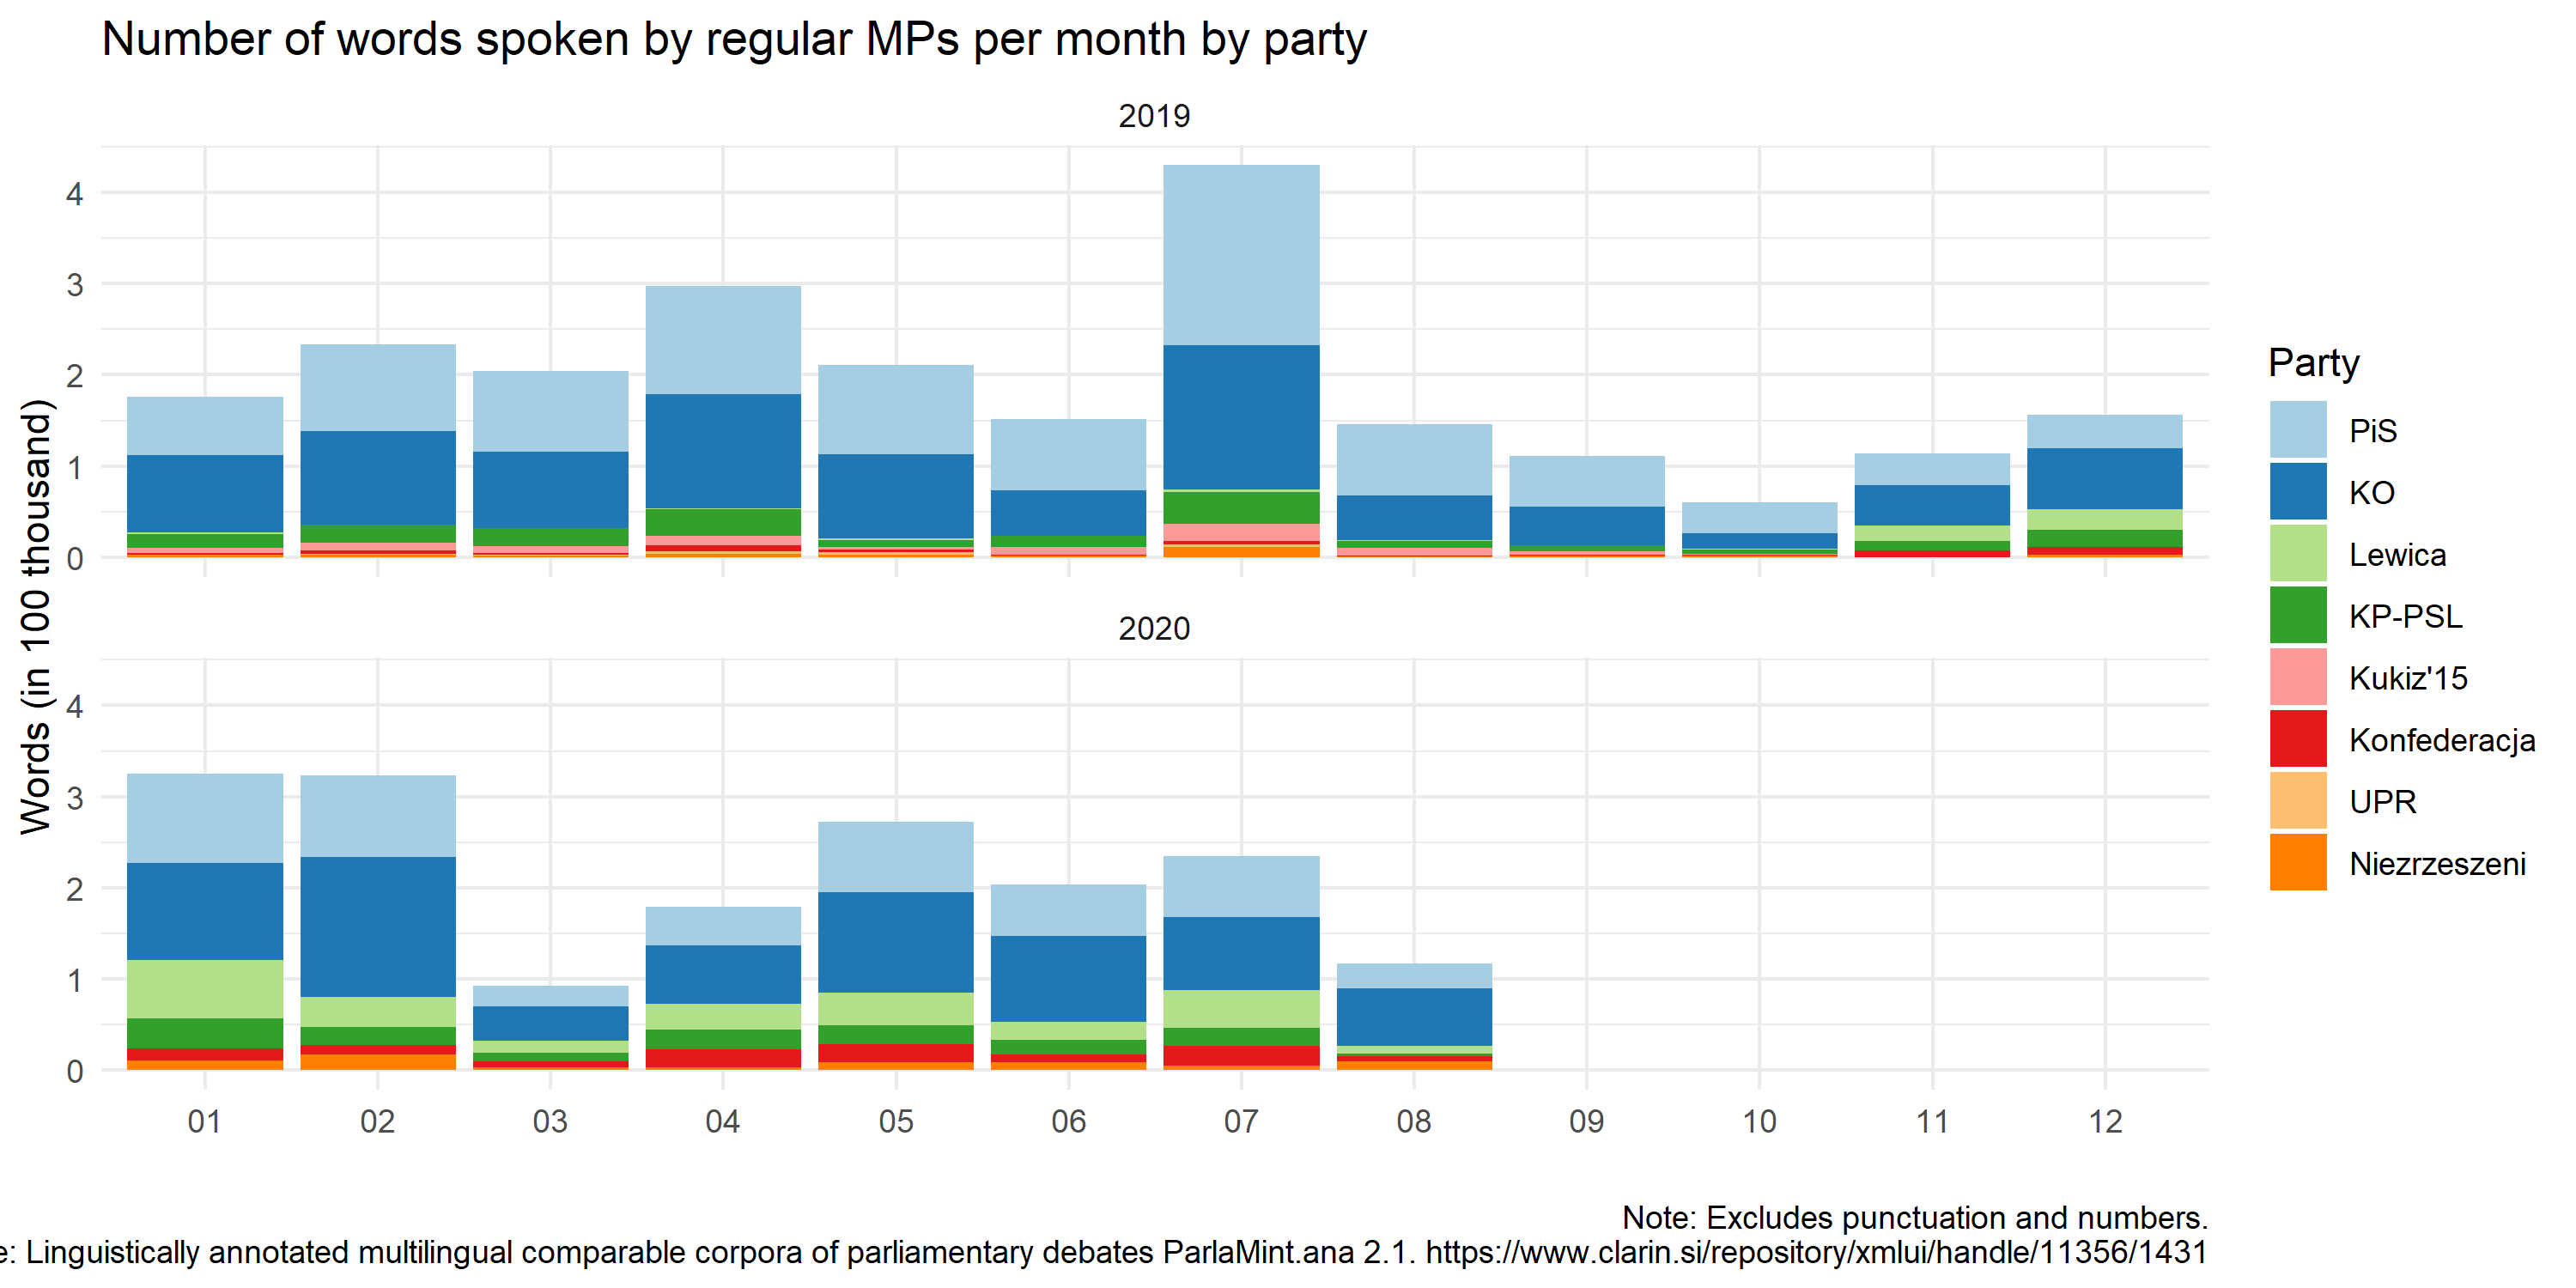 Number of words spoken by regular MPs per month by party
2019
4
3
2
1
0
Words (in 100 thousand)
2020
4
3
2
1
0
01 02 03 04 05 06 07 08 09 10 11 12
Party
PiS
KO
Lewica
KP-PSL
Kukiz'15
Konfederacja
UPR
Niezrzeszeni
Note: Excludes punctuation and numbers.
e: Linguistically annotated multilingual comparable corpora of parliamentary debates ParlaMint.ana 2.1. https://www.clarin.si/repository/xmlui/handle/11356/1431